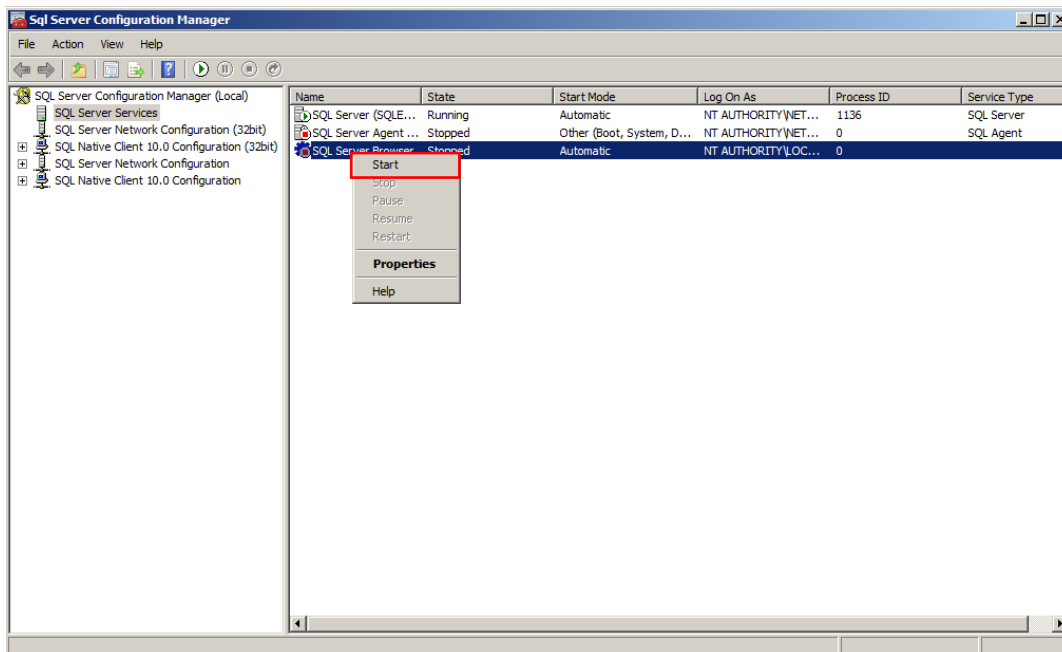 Sql Server Configuration Manager
File Action View Help
SQL Server Configuration Manager (Local)
SQL Server Services
SQL Server Network Configuration (32bit)
SQL Native Client 10.0 Configuration (32bit)
SQL Server Network Configuration
SQL Native Client 10.0 Configuration
Name State Start Mode Log On As Process ID Service Type
SQL Server (SQLE... Running Automatic NT AUTHORITY\NET... 1136 SQL Server
SQL Server Agent ... Stopped Other (Boot, System, D... NT AUTHORITY\NET... 0 SQL Agent
SQL Server Browser Stopped Automatic NT AUTHORITY\LOC... 0
Start
Stop
Pause
Resume
Restart
Properties
Help